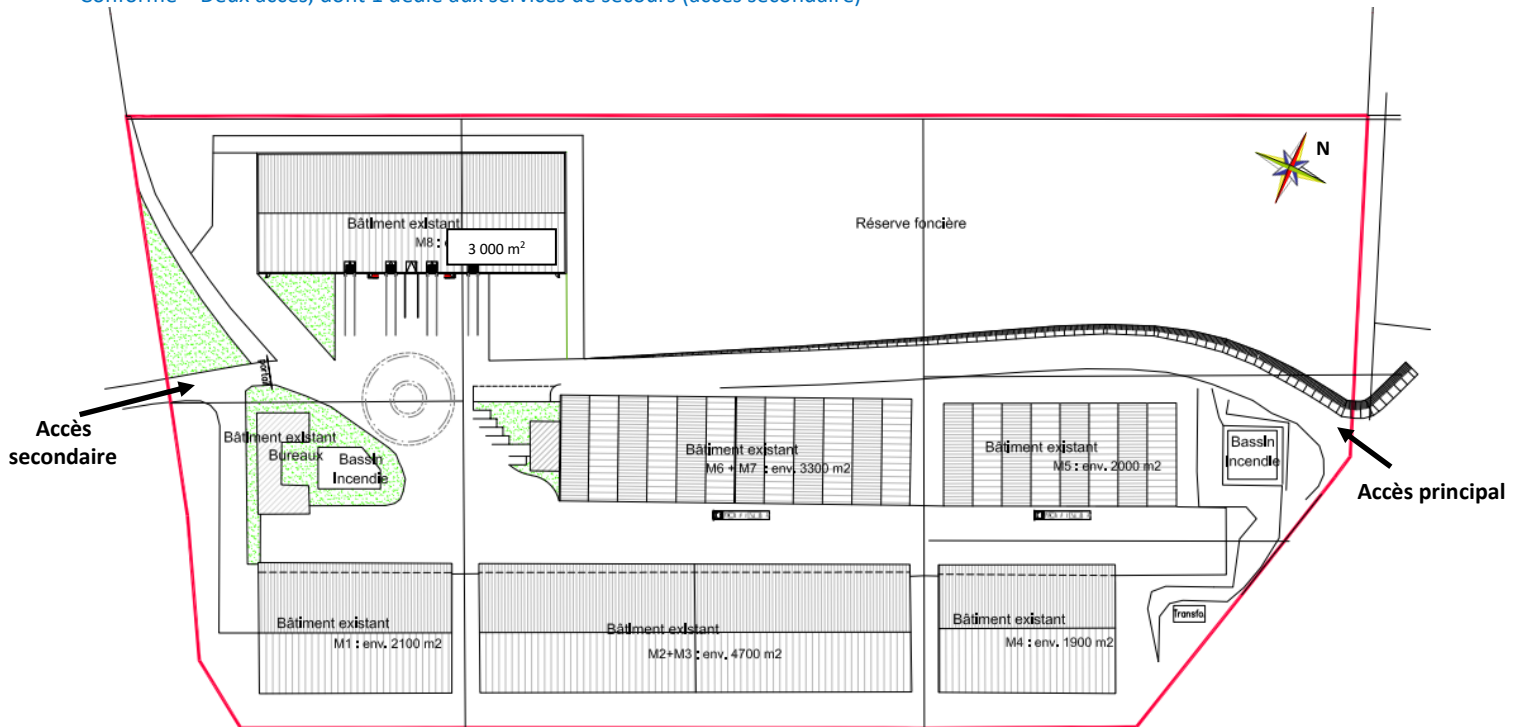 Conforme – Deux accès, dont 1 dédié aux services de secours (accès secondaire)
N
Bâtiment existant
M8 :
3 000 m²
Réserve foncière
portail
Accès
secondaire
Bâtiment existant
Bureaux
Bassin
Incendie
Bâtiment existant
M6 + M7 : env. 3300 m2
Bâtiment existant
M5 : env. 2000 m2
Bassin
Incendie
Accès principal
Bâtiment existant
M1 : env. 2100 m2
Bâtiment existant
M2+M3 : env. 4700 m2
Bâtiment existant
M4 : env. 1900 m2
Transfo.